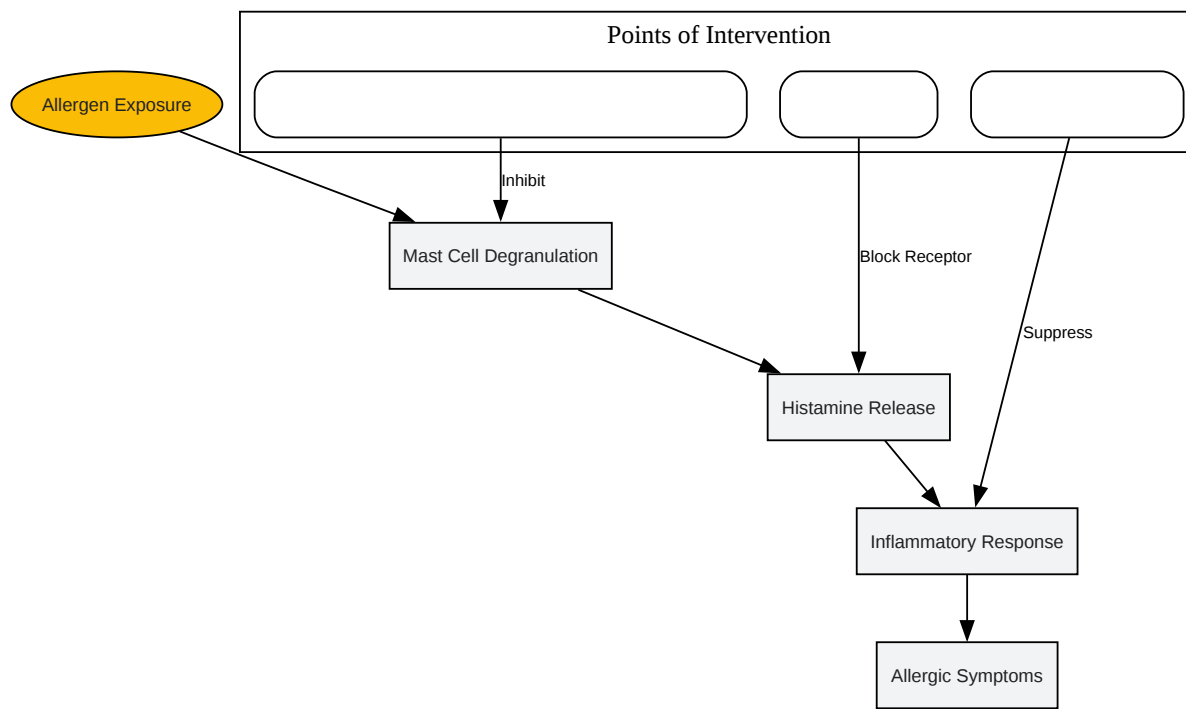 Points of Intervention
Allergen Exposure
Inhibit
Mast Cell Degranulation
Block Receptor
Suppress
Histamine Release
Inflammatory Response
Allergic Symptoms